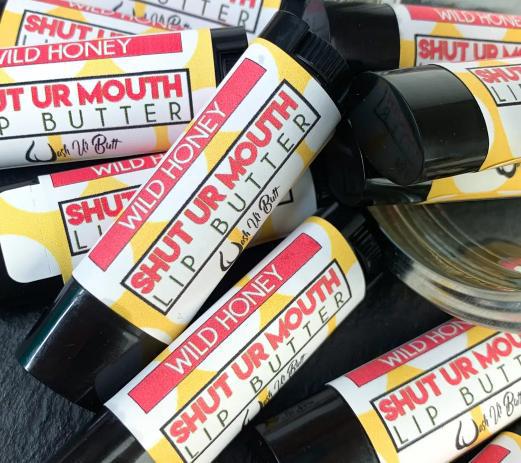 WILD HONEY
SHUT UR MOUTH
LIP BUTTER
Wash Ur Butt